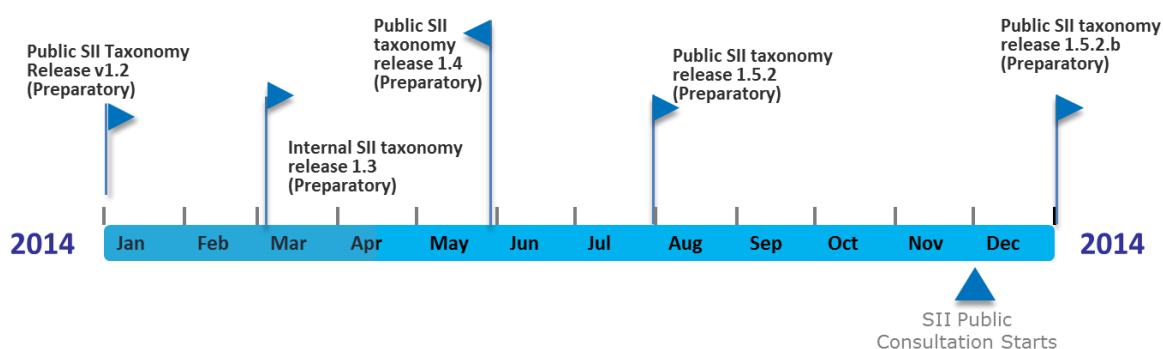 Public SII Taxonomy
Release v1.2
(Preparatory)
Internal SII taxonomy
release 1.3
(Preparatory)
Public SII
taxonomy
release 1.4
(Preparatory)
Public SII taxonomy
release 1.5.2
(Preparatory)
Public SII taxonomy
release 1.5.2.b
(Preparatory)
2014 Jan Feb Mar Apr May Jun Jul Aug Sep Oct Nov Dec 2014
SII Public
Consultation Starts